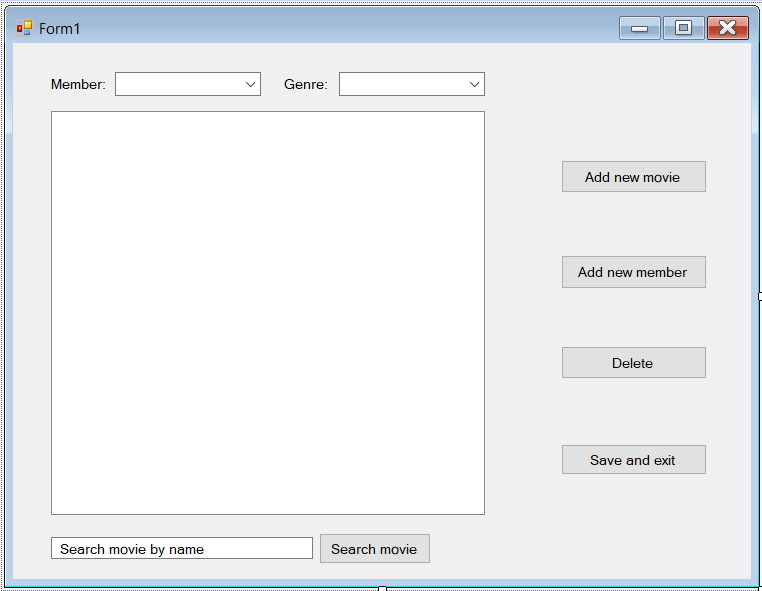 Form1
Member: Genre:
Add new movie
Add new member
Delete
Save and exit
Search movie by name Search movie